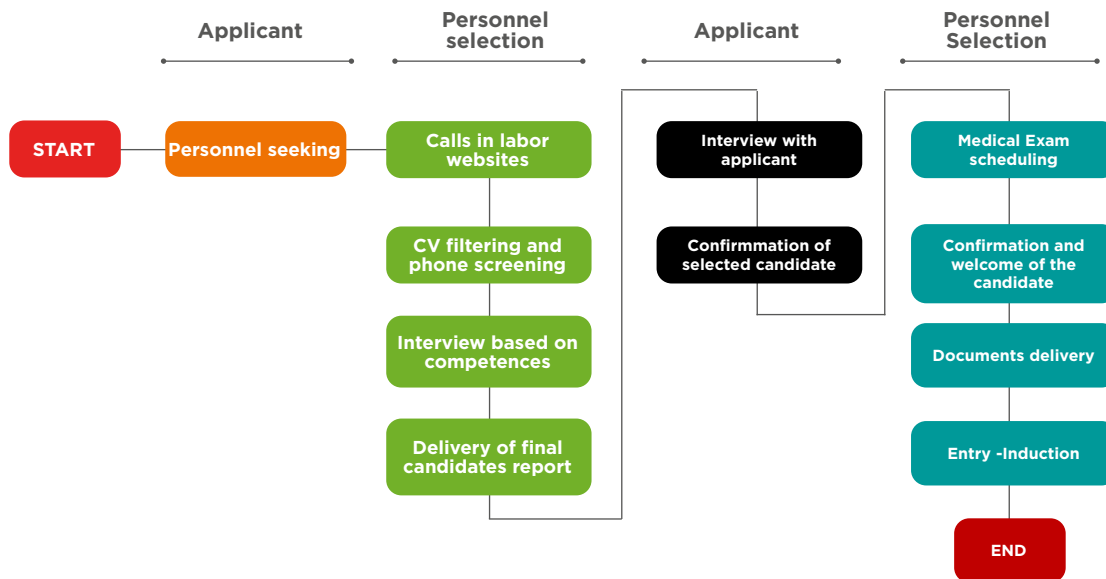 Applicant
Personnel
selection
Applicant
Personnel
Selection
START
Personnel seeking
Calls in labor
websites
CV filtering and
phone screening
Interview based on
competences
Delivery of final
candidates report
Interview with
applicant
Confirmmation of
selected candidate
Medical Exam
scheduling
Confirmation and
welcome of the
candidate
Documents delivery
Entry -Induction
END